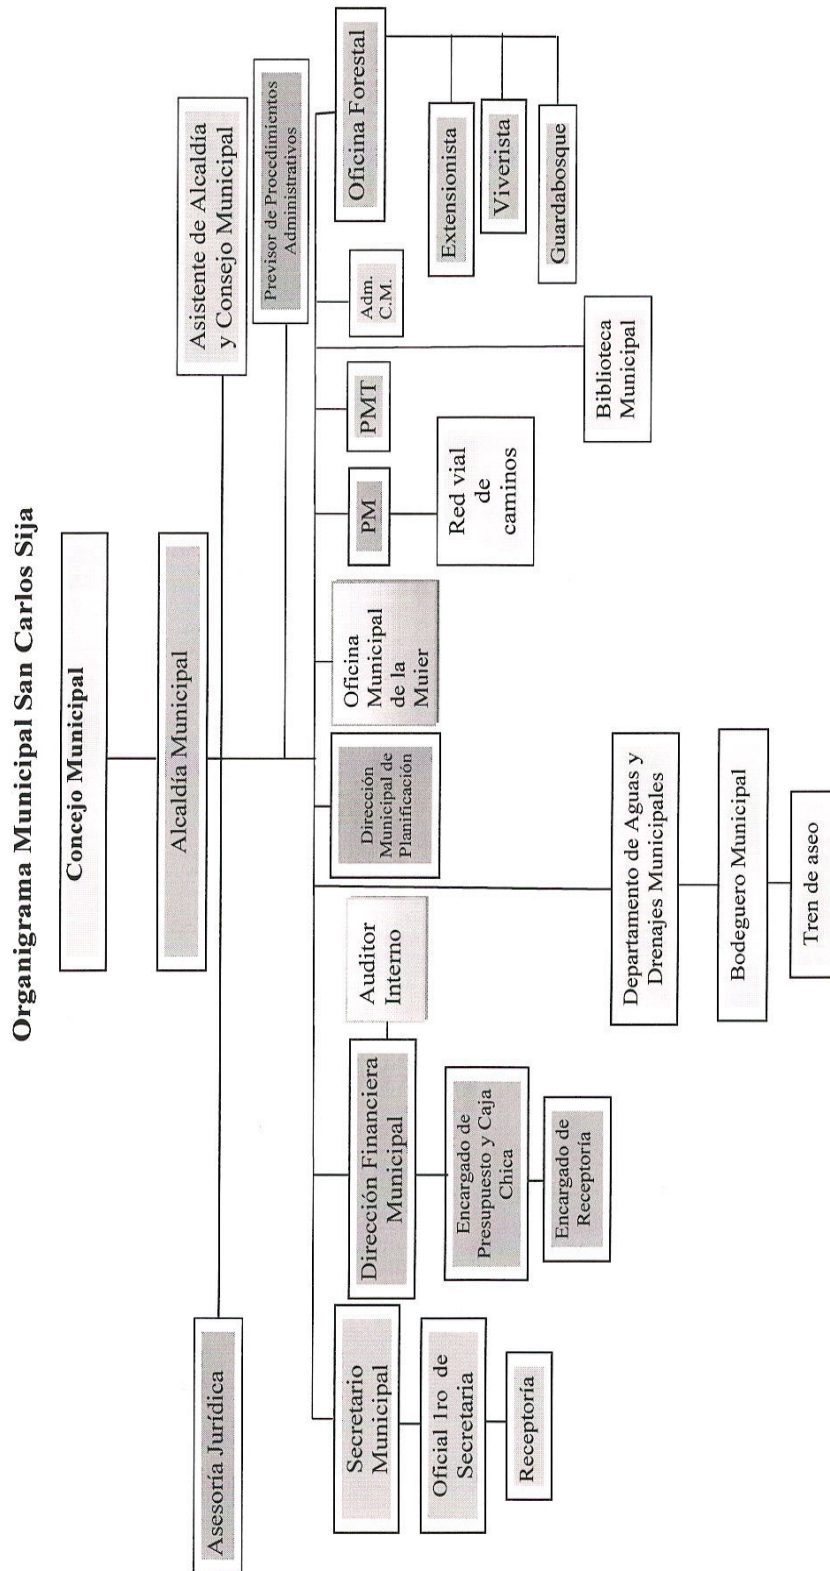 Organigrama Municipal San Carlos Sija
Concejo Municipal
Alcaldía Municipal
Asesoría Jurídica
Asistente de Alcaldía
y Consejo Municipal
Previsor de Procedimientos
Administrativos
Secretario
Municipal
Oficial 1ro de
Secretaria
Receptoría
Dirección Financiera
Municipal
Auditor
Interno
Encargado de
Presupuesto y Caja
Chica
Encargado de
Receptoría
Departamento de Aguas y
Drenajes Municipales
Bodeguero Municipal
Tren de aseo
Dirección
Municipal de
Planificación
Oficina
Municipal
de la
Muier
PM
Red vial
de
caminos
PMT
Biblioteca
Municipal
Adm.
C.M.
Oficina Forestal
Extensionista
Viverista
Guardabosque